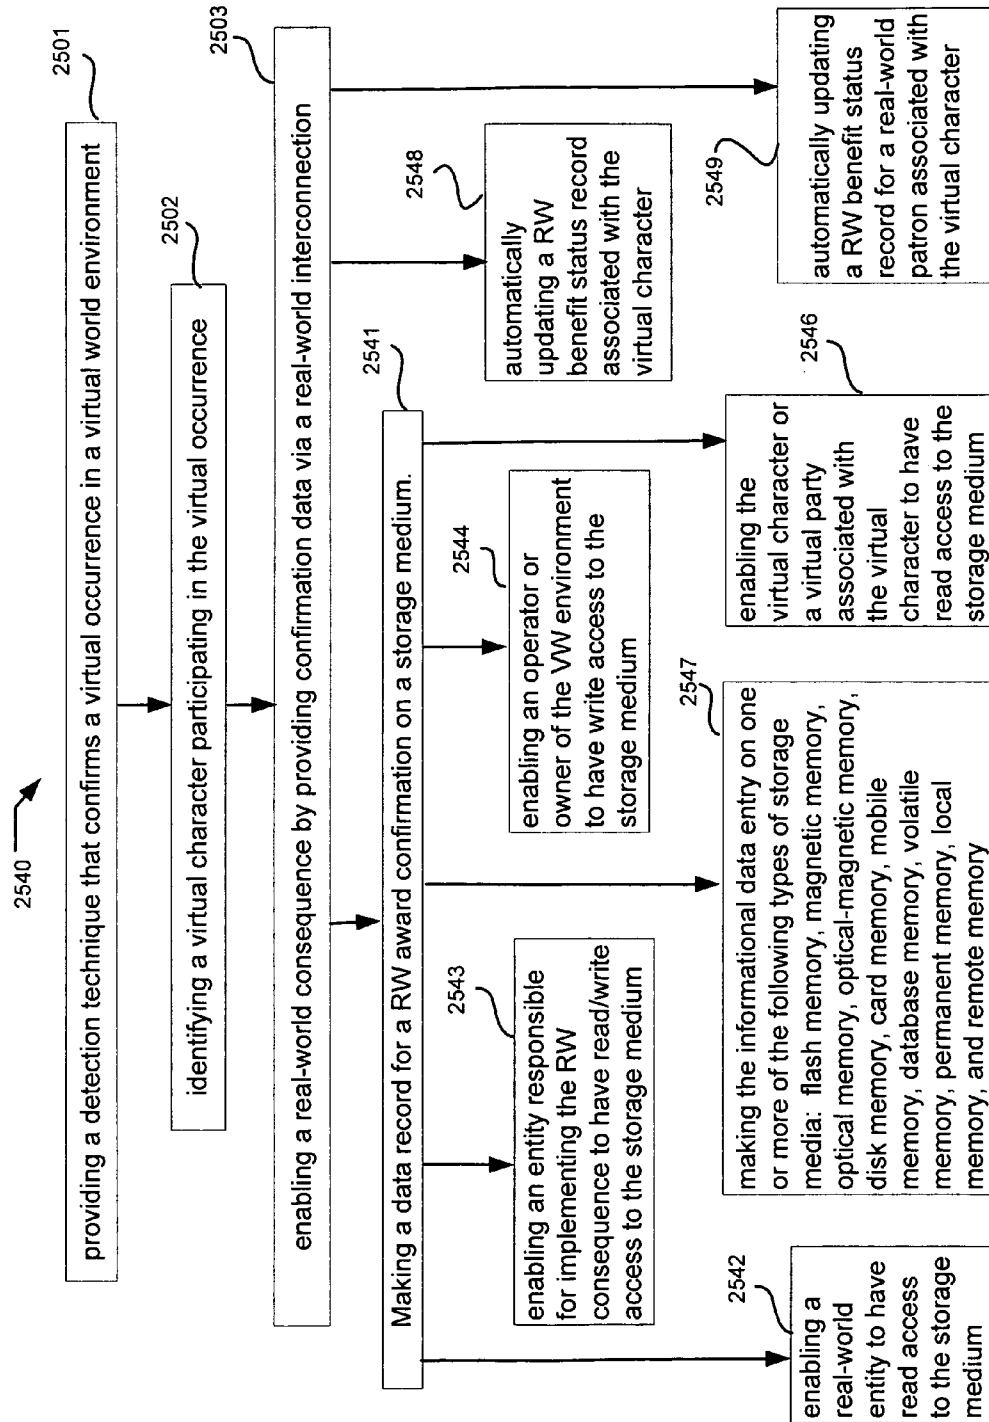 2540
2501
providing a detection technique that confirms a virtual occurrence in a virtual world environment
2502
identifying a virtual character participating in the virtual occurrence
2503
enabling a real-world consequence by providing confirmation data via a real-world interconnection
2541
Making a data record for a RW award confirmation on a storage medium.
2548
automatically
updating a RW
benefit status record
associated with the
virtual character
2549
automatically updating
a RW benefit status
record for a real-world
patron associated with
the virtual character
2543
enabling an entity responsible
for implementing the RW
consequence to have read/write
access to the storage medium
2544
enabling an operator or
owner of the VW environment
to have write access to the
storage medium
2542
enabling a
real-world
entity to have
read access
to the storage
medium
2547
making the informational data entry on one
or more of the following types of storage
media: flash memory, magnetic memory,
optical memory, optical-magnetic memory,
disk memory, card memory, mobile
memory, database memory, volatile
memory, permanent memory, local
memory, and remote memory
2546
enabling the
virtual character or
a virtual party
associated with
the virtual
character to have
read access to the
storage medium